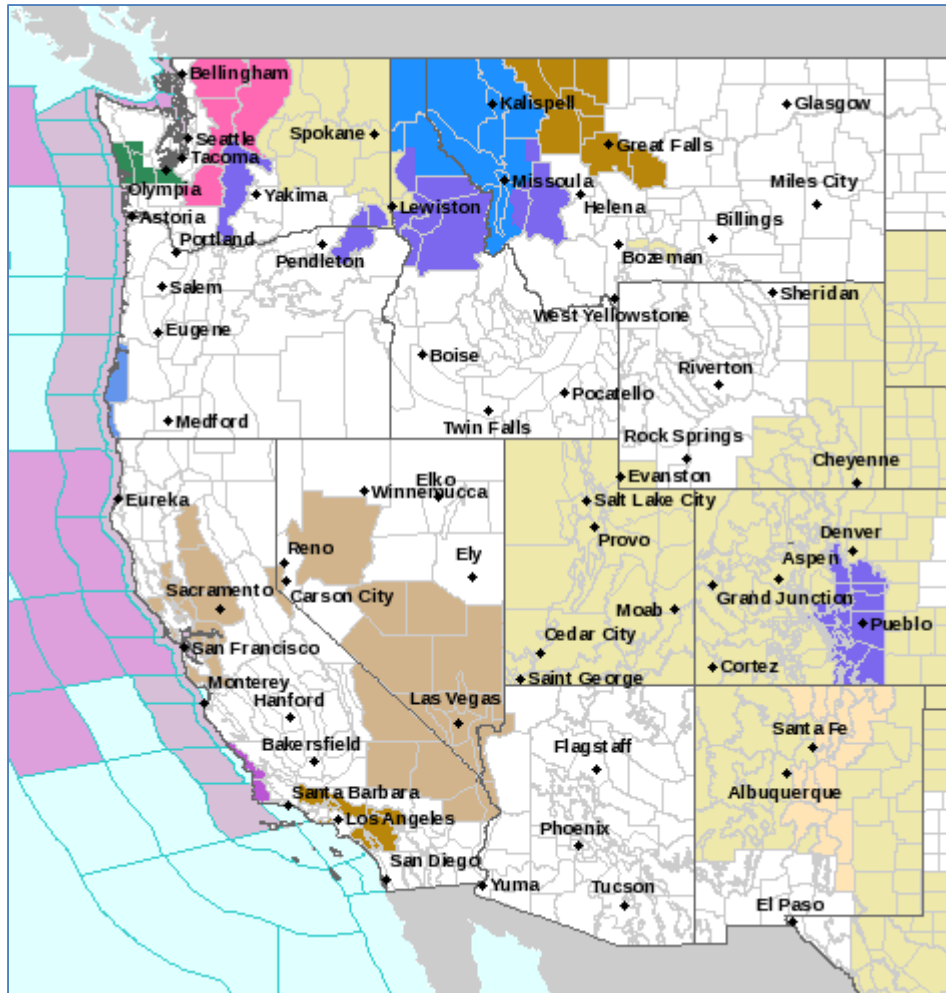 Bellingham
Kalispell
Glasgow
Spokane
Seattle
Great Falls
Tacoma
Olympia
Missoula
Miles City
Yakima
Lewiston
Helena
Astoria
Billings
Portland
Pendleton
Bozeman
Salem
Sheridan
West Yellowstone
Eugene
Boise
Riverton
Pocatello
Medford
Twin Falls
Rock Springs
Cheyenne
Elko
Evanston
Winnemucca
Eureka
Salt Lake City
Provo
Denver
Reno
Ely
Aspen
Sacramento
Carson City
Grand Junction
Moab
Pueblo
Cedar City
San Francisco
Cortez
Saint George
Monterey
Hanford
Las Vegas
Santa Fe
Bakersfield
Flagstaff
Albuquerque
Santa Barbara
Los Angeles
Phoenix
San Diego
Yuma
Tucson
El Paso